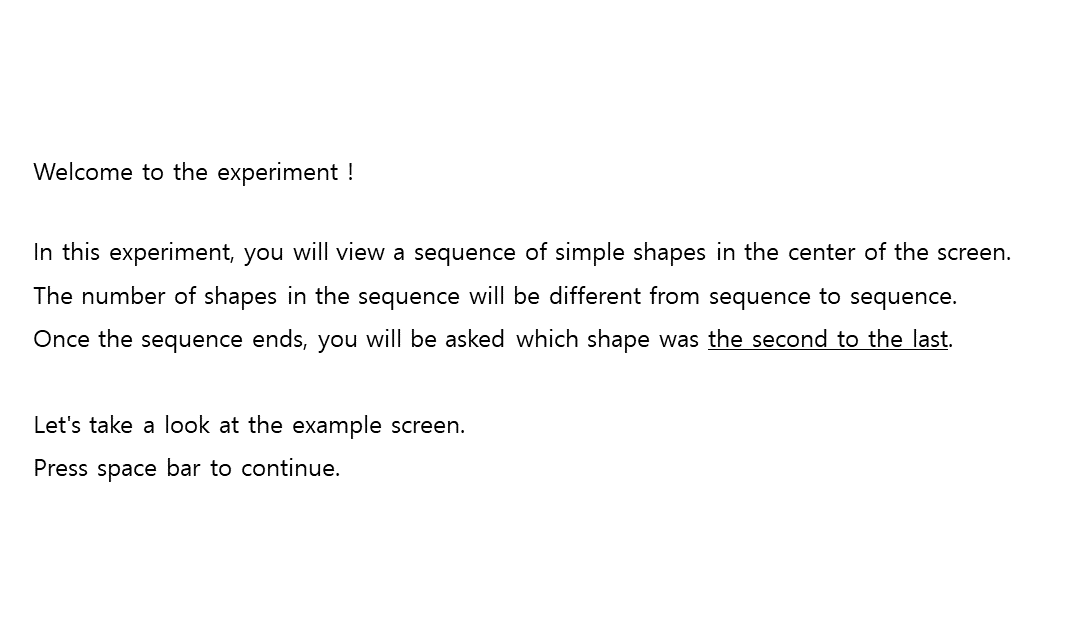 Welcome to the experiment !
In this experiment, you will view a sequence of simple shapes in the center of the screen.
The number of shapes in the sequence will be different from sequence to sequence.
Once the sequence ends, you will be asked which shape was the second to the last.
Let's take a look at the example screen.
Press space bar to continue.